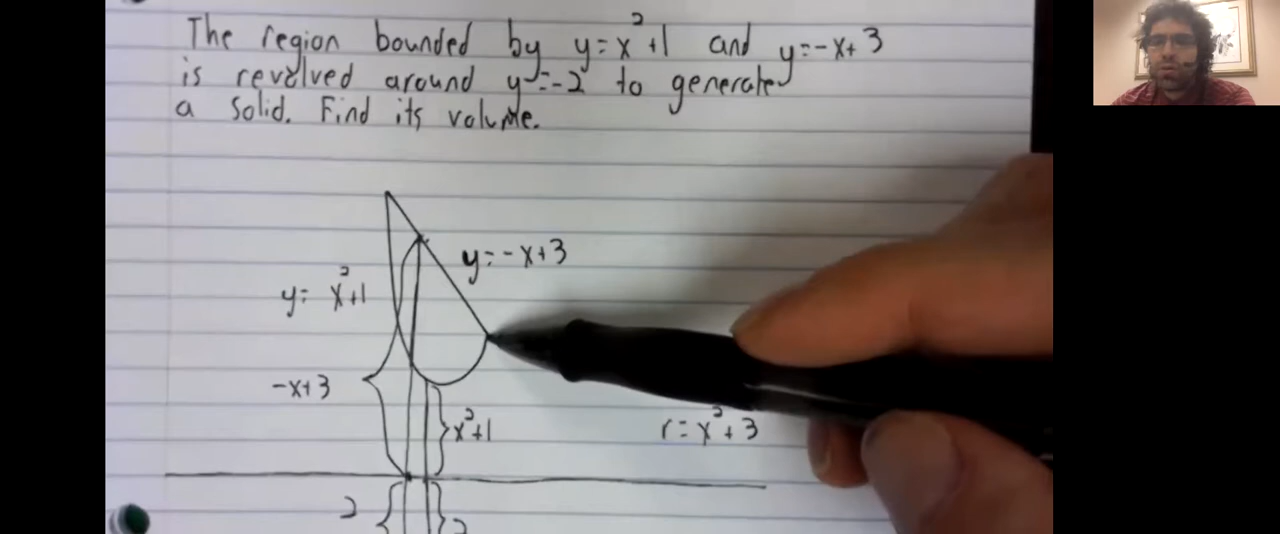 The region bounded by y=x²+1 and y=-x+3
is revolved around y=-2 to generate
a solid. Find its volume.
y=-x+3
y= x²+1
-x+3
x²+1
r=x²+3
2
2